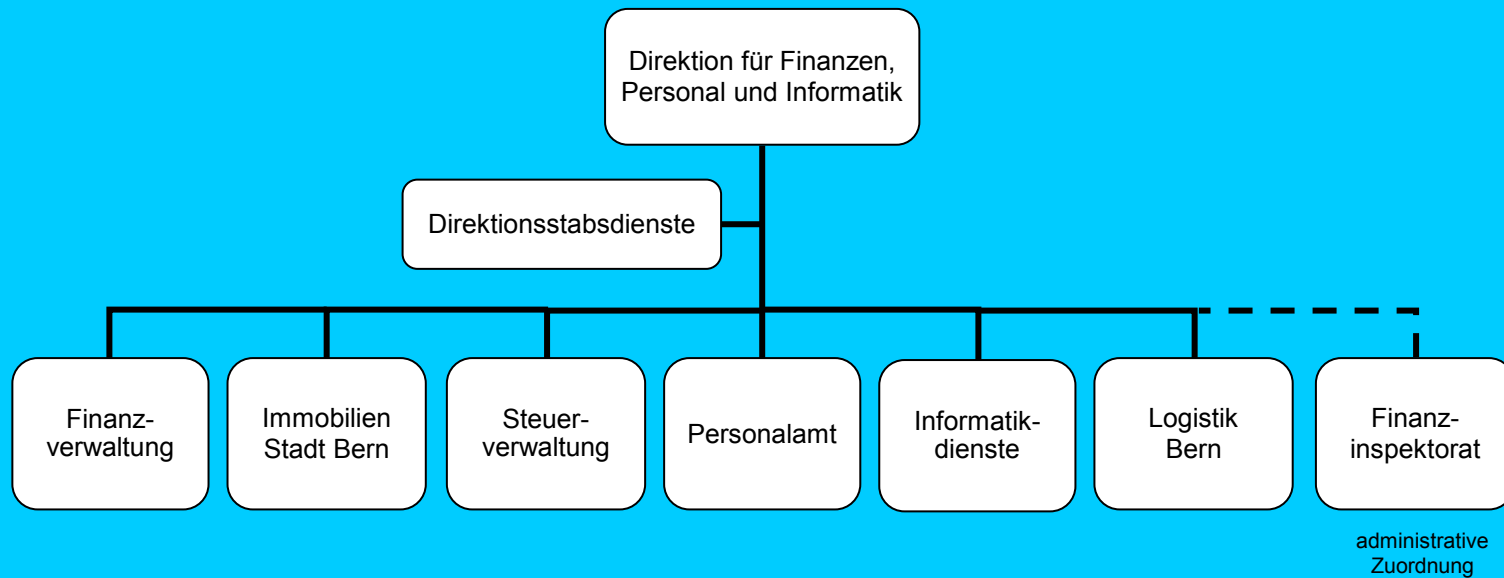 Direktion für Finanzen,
Personal und Informatik
Direktionsstabsdienste
Finanz-
verwaltung
Immobilien
Stadt Bern
Steuer-
verwaltung
Personalamt
Informatik-
dienste
Logistik
Bern
Finanz-
inspektorat
administrative
Zuordnung